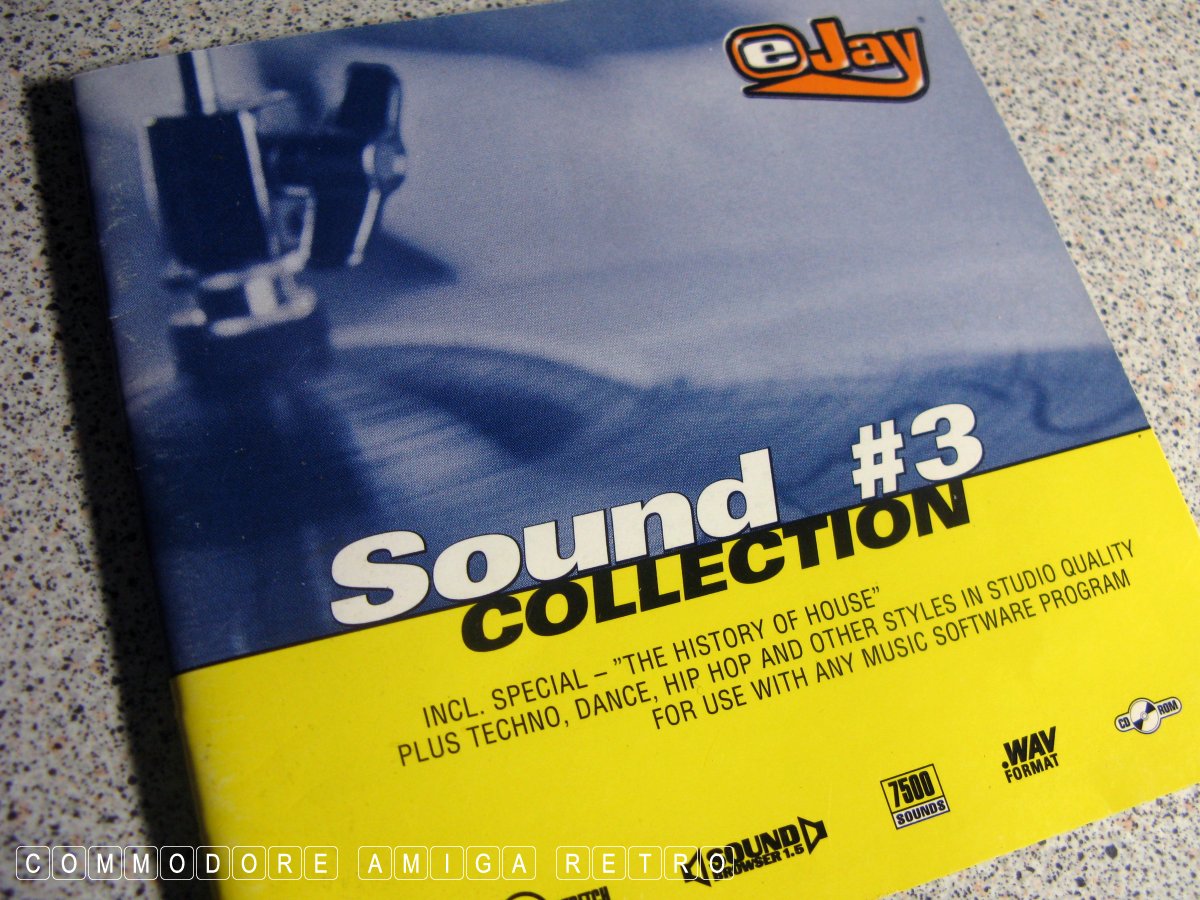 eJay
Sound #3
COLLECTION
INCL. SPECIAL – ”THE HISTORY OF HOUSE”
PLUS TECHNO, DANCE, HIP HOP AND OTHER STYLES IN STUDIO QUALITY
FOR USE WITH ANY MUSIC SOFTWARE PROGRAM
CD ROM
.WAV
FORMAT
7500
SOUNDS
SOUND
BROWSER 1.5
COMMODORE AMIGA RETRO